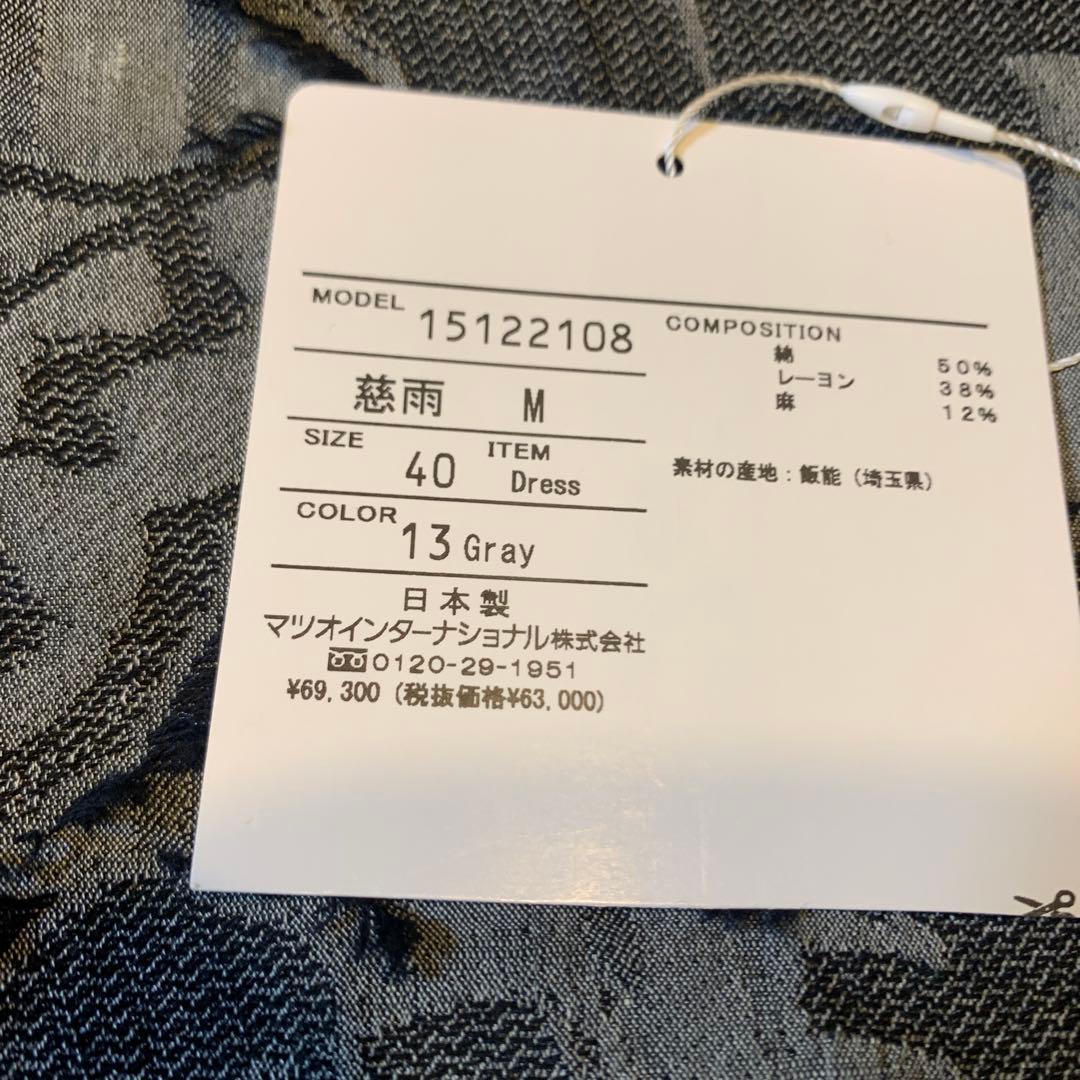 MODEL 15122108
慈雨 M
SIZE 40 ITEM Dress
COLOR 13 Gray
日本製
マツオインターナショナル株式会社
0120-29-1951
¥69,300 (税抜価格¥63,000)
COMPOSITION
綿 50%
レーヨン 38%
麻 12%
素材の産地:飯能(埼玉県)